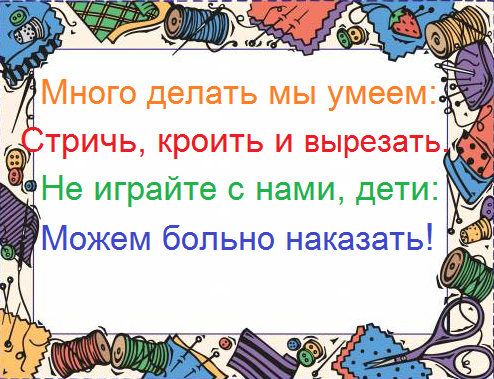 Много делать мы умеем:
Стричь, кроить и вырезать.
Не играйте с нами, дети:
Можем больно наказать!